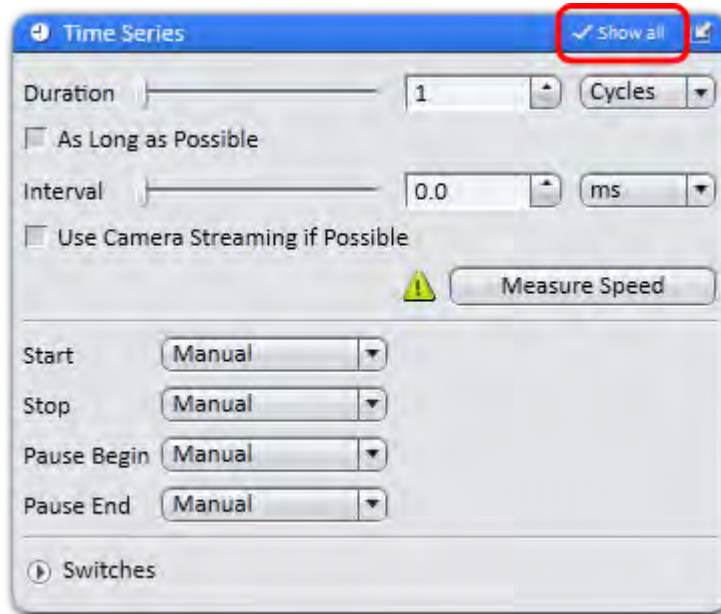 Time Series Show all
Duration 1 Cycles
As Long as Possible
Interval 0.0 ms
Use Camera Streaming if Possible
Measure Speed
Start Manual
Stop Manual
Pause Begin Manual
Pause End Manual
Switches